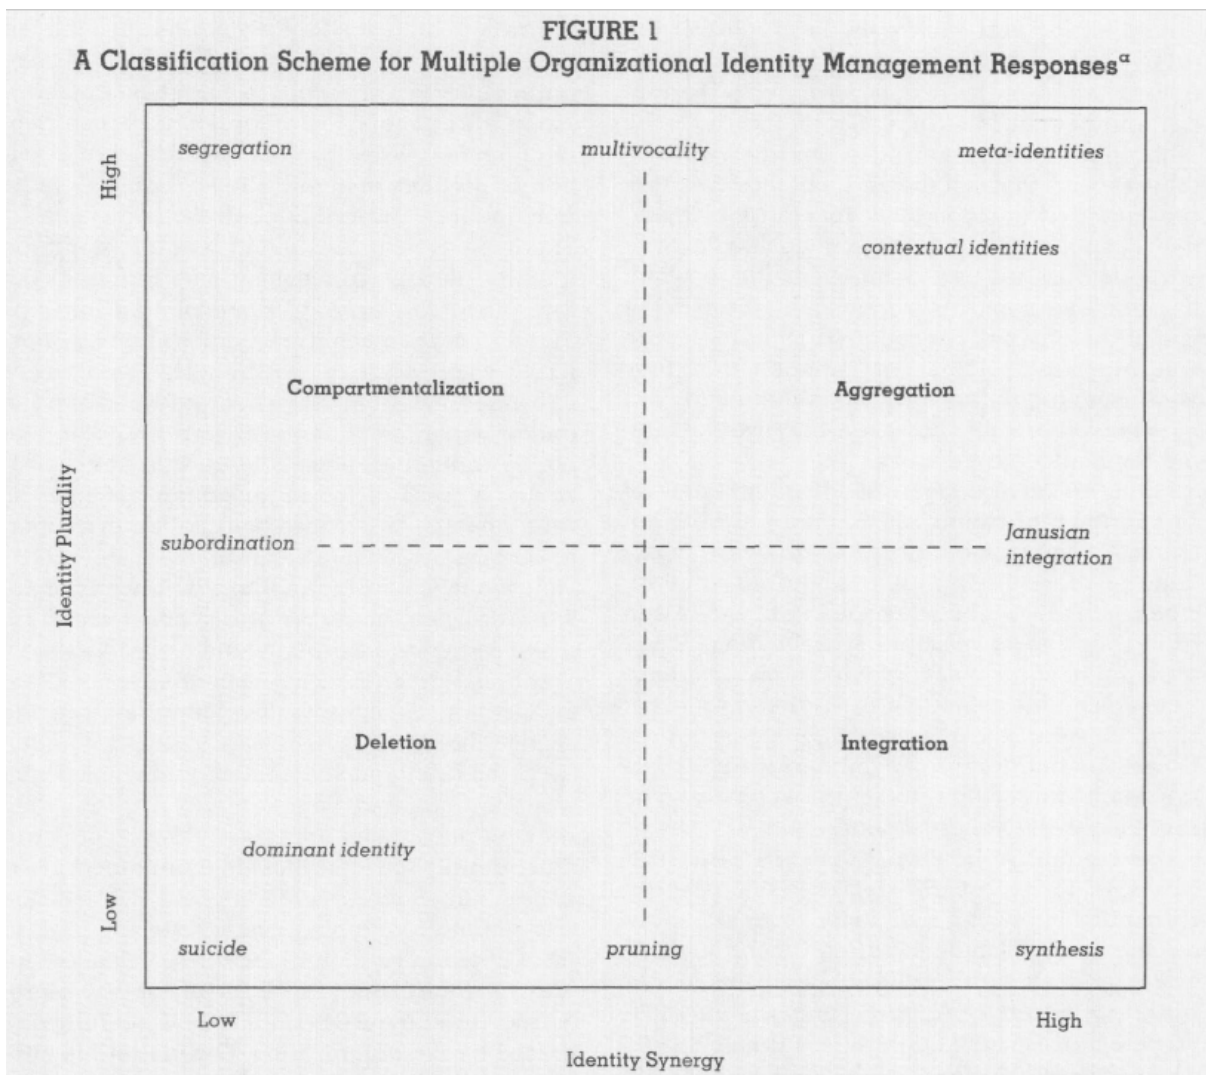 FIGURE 1
A Classification Scheme for Multiple Organizational Identity Management Responsesᵃ
High
segregation
multivocality
meta-identities
contextual identities
Compartmentalization
Aggregation
Identity Plurality
subordination
Janusian
integration
Deletion
Integration
dominant identity
Low
suicide
pruning
synthesis
Low
High
Identity Synergy